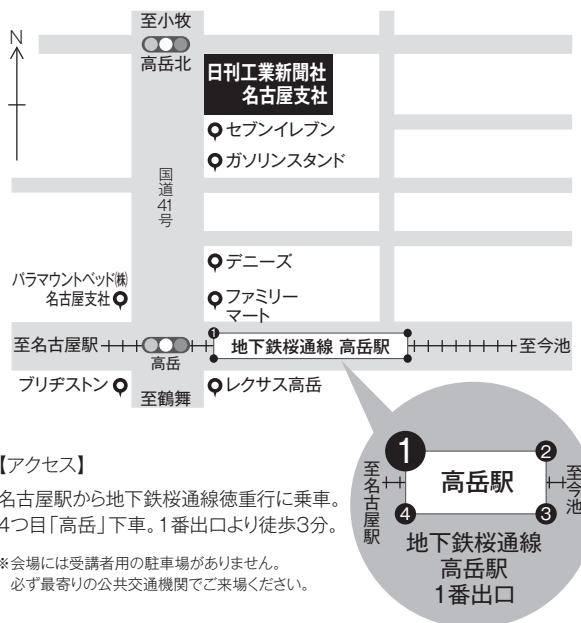 至小牧
N
高岳北
日刊工業新聞社
名古屋支社
セブンイレブン
ガソリンスタンド
国道41号
デニーズ
パラマウントベッド㈱
名古屋支社
ファミリー
マート
至名古屋駅
1
地下鉄桜通線 高岳駅
至今池
高岳
ブリヂストン
至鶴舞
レクサス高岳
【アクセス】
名古屋駅から地下鉄桜通線徳重行に乗車。
4つ目「高岳」下車。1番出口より徒歩3分。
※会場には受講者用の駐車場がありません。
必ず最寄りの公共交通機関でご来場ください。
1
2
至名古屋駅
高岳駅
至今池
4
3
地下鉄桜通線
高岳駅
1番出口